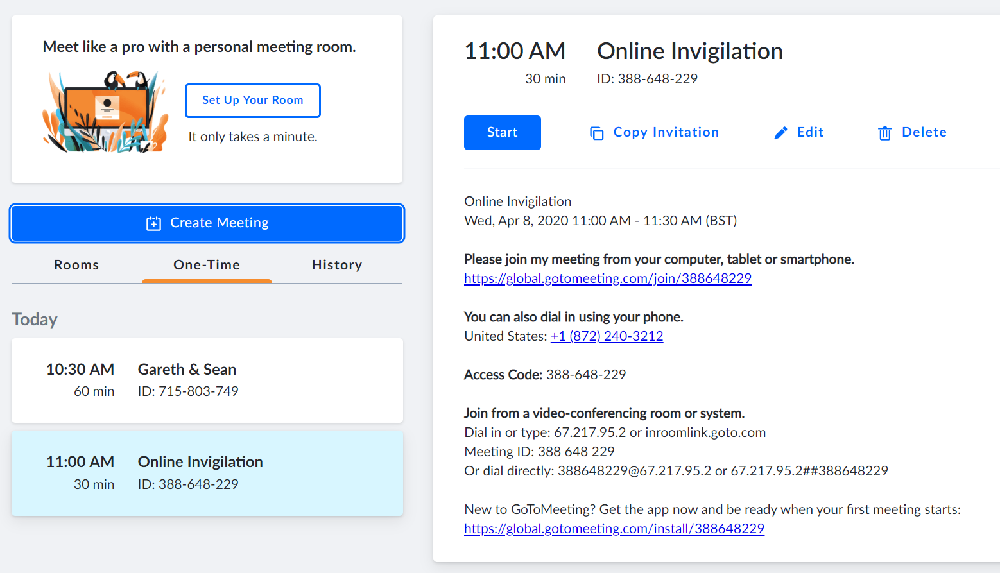 Meet like a pro with a personal meeting room.
Set Up Your Room
It only takes a minute.
Create Meeting
Rooms One-Time History
Today
10:30 AM Gareth & Sean
60 min ID: 715-803-749
11:00 AM Online Invigilation
30 min ID: 388-648-229
11:00 AM Online Invigilation
30 min ID: 388-648-229
Start Copy Invitation Edit Delete
Online Invigilation
Wed, Apr 8, 2020 11:00 AM - 11:30 AM (BST)
Please join my meeting from your computer, tablet or smartphone.
https://global.gotomeeting.com/join/388648229
You can also dial in using your phone.
United States: +1 (872) 240-3212
Access Code: 388-648-229
Join from a video-conferencing room or system.
Dial in or type: 67.217.95.2 or inroomlink.goto.com
Meeting ID: 388 648 229
Or dial directly: 388648229@67.217.95.2 or 67.217.95.2##388648229
New to GoToMeeting? Get the app now and be ready when your first meeting starts:
https://global.gotomeeting.com/install/388648229